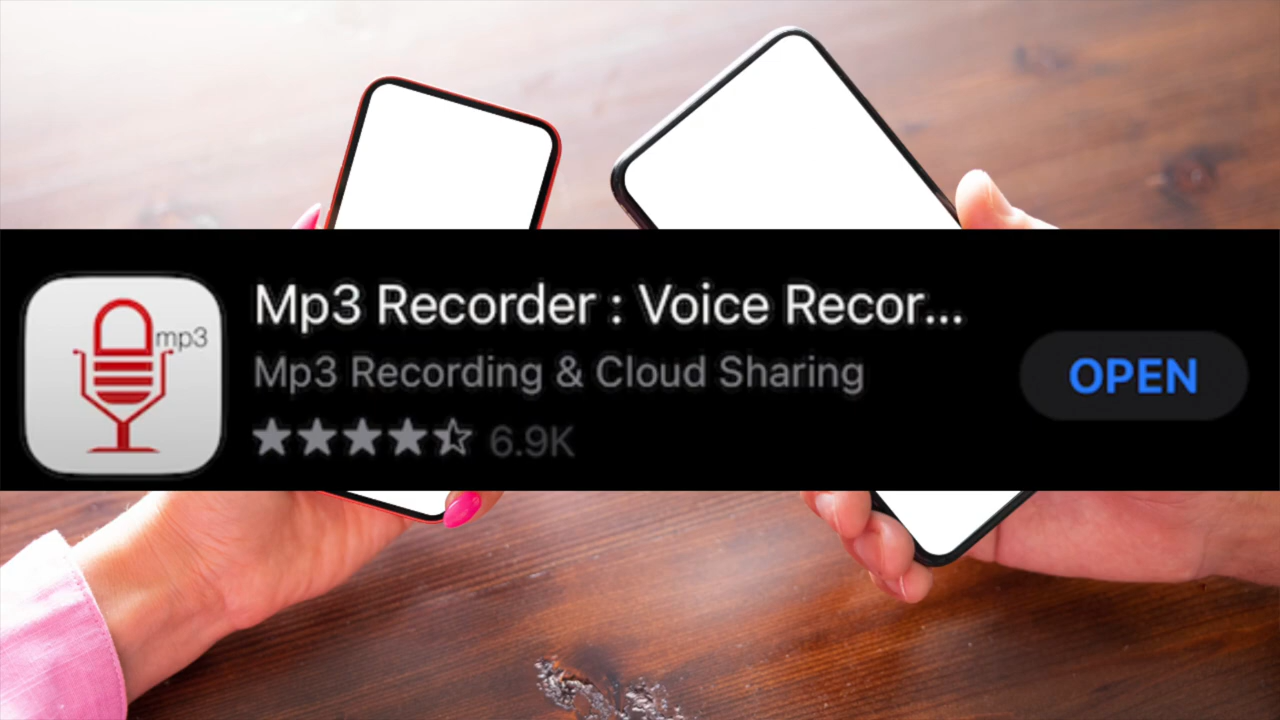 mp3
Mp3 Recorder : Voice Recor...
Mp3 Recording & Cloud Sharing
6.9K
OPEN